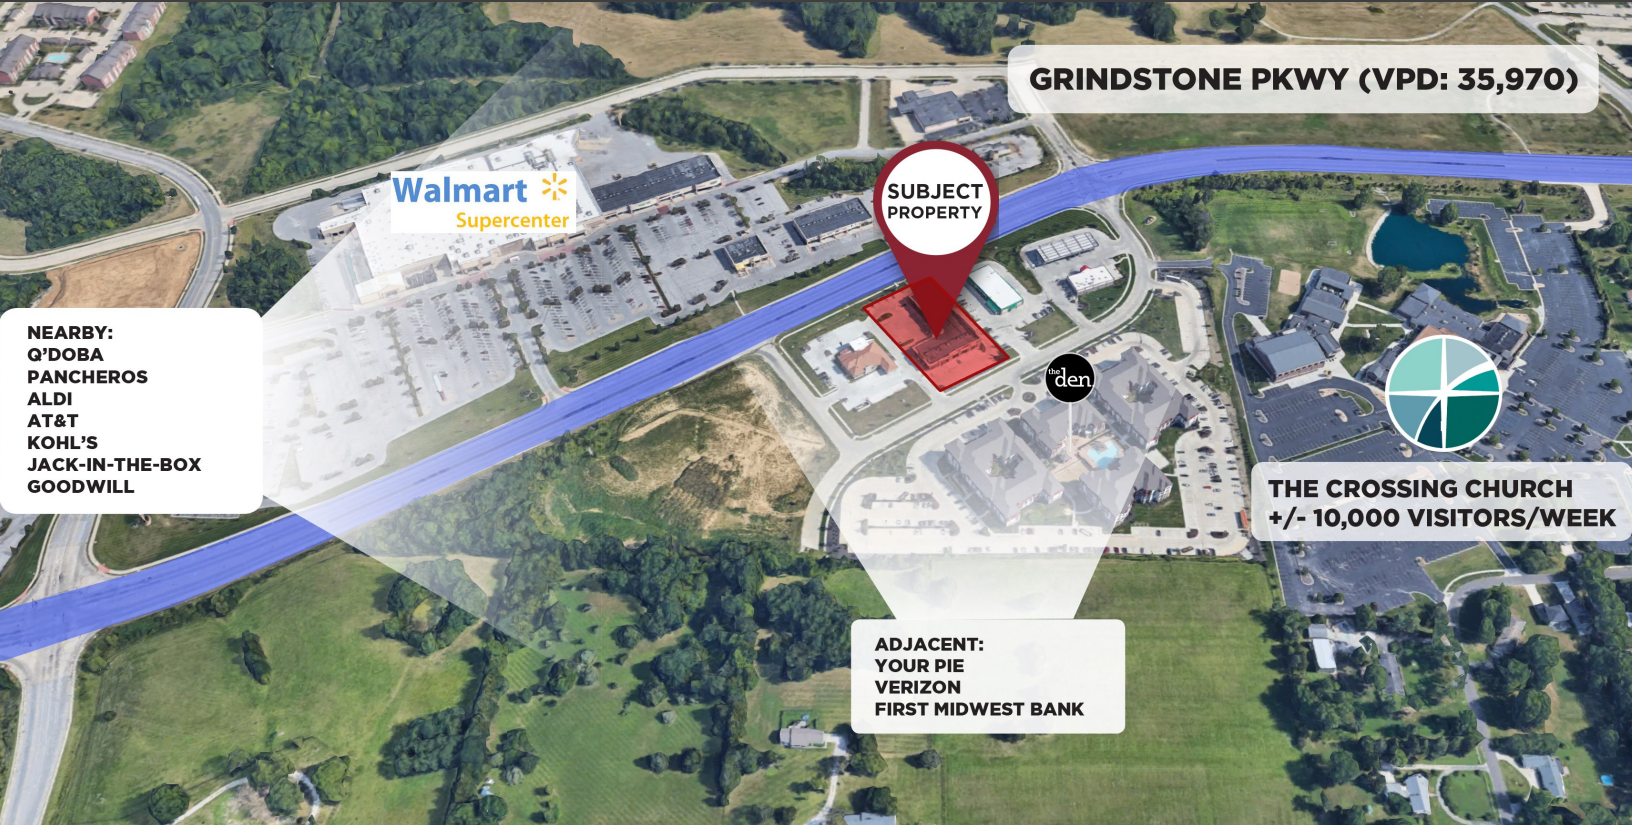 GRINDSTONE PKWY (VPD: 35,970)
Walmart
Supercenter
SUBJECT
PROPERTY
NEARBY:
Q'DOBA
PANCHEROS
ALDI
AT&T
KOHL'S
JACK-IN-THE-BOX
GOODWILL
the den
THE CROSSING CHURCH
+/- 10,000 VISITORS/WEEK
ADJACENT:
YOUR PIE
VERIZON
FIRST MIDWEST BANK